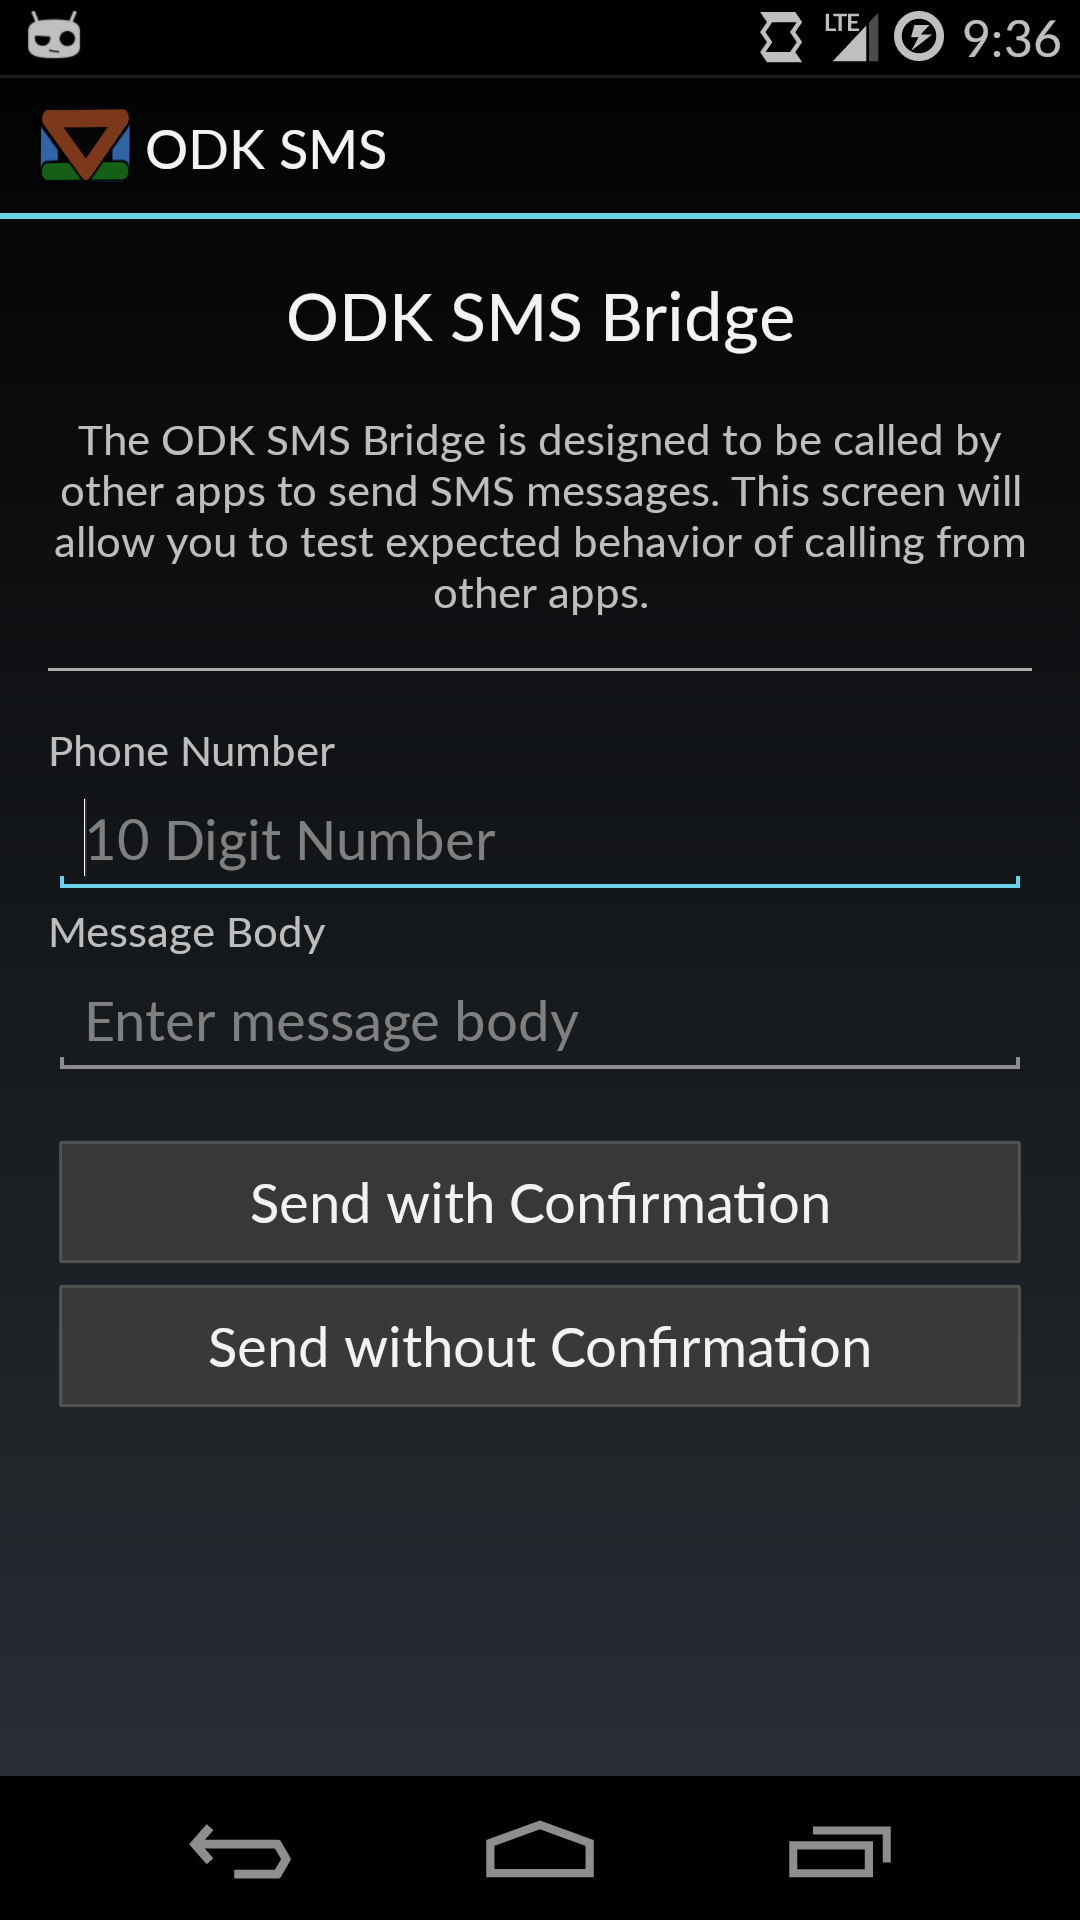 LTE 9:36
ODK SMS
ODK SMS Bridge
The ODK SMS Bridge is designed to be called by
other apps to send SMS messages. This screen will
allow you to test expected behavior of calling from
other apps.
Phone Number
10 Digit Number
Message Body
Enter message body
Send with Confirmation
Send without Confirmation